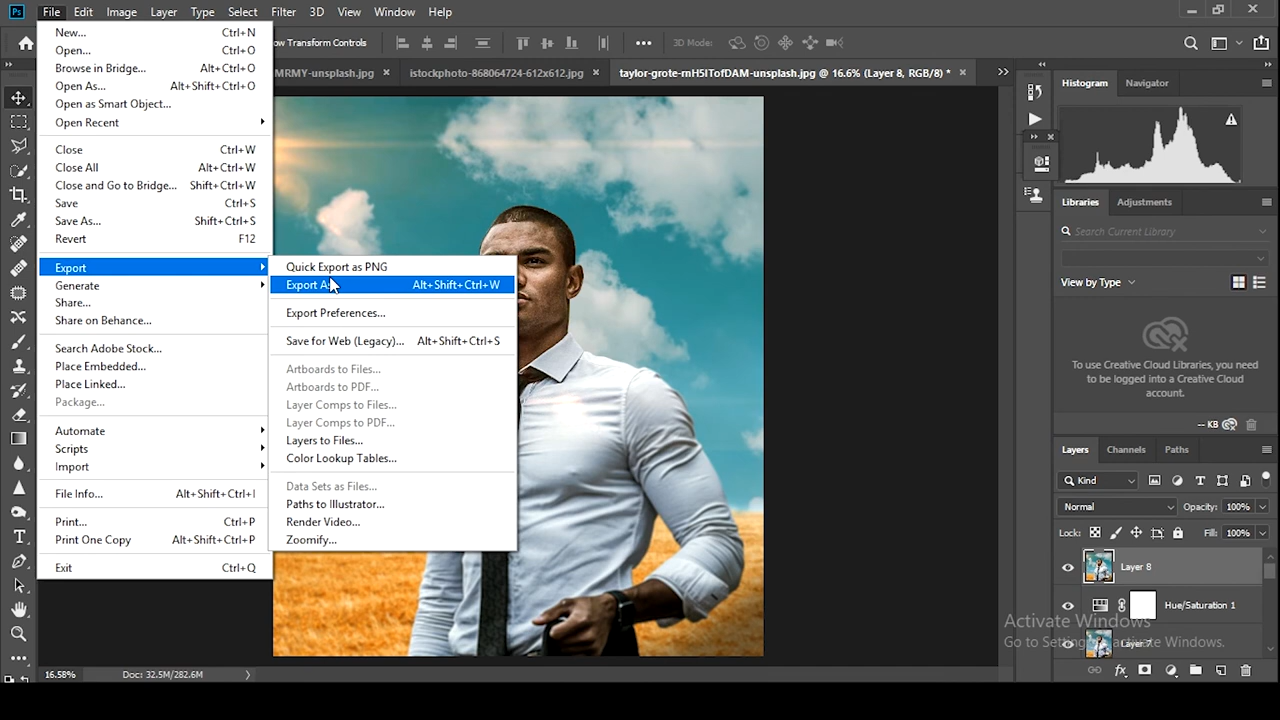 Ps File Edit Image Layer Type Select Filter 3D View Window Help
ow Transform Controls 3D Mode:
MRMY-unsplash.jpg × istockphoto-868064724-612x612.jpg × taylor-grote-mH5ITofDAM-unsplash.jpg @ 16.6% (Layer 8, RGB/8) * ×
New... Ctrl+N
Open... Ctrl+O
Browse in Bridge... Alt+Ctrl+O
Open As... Alt+Shift+Ctrl+O
Open as Smart Object...
Open Recent
Close Ctrl+W
Close All Alt+Ctrl+W
Close and Go to Bridge... Shift+Ctrl+W
Save Ctrl+S
Save As... Shift+Ctrl+S
Revert F12
Export
Generate
Share...
Share on Behance...
Search Adobe Stock...
Place Embedded...
Place Linked...
Package...
Automate
Scripts
Import
File Info... Alt+Shift+Ctrl+I
Print... Ctrl+P
Print One Copy Alt+Shift+Ctrl+P
Exit Ctrl+Q
Quick Export as PNG
Export As Alt+Shift+Ctrl+W
Export Preferences...
Save for Web (Legacy)... Alt+Shift+Ctrl+S
Artboards to Files...
Artboards to PDF...
Layer Comps to Files...
Layer Comps to PDF...
Layers to Files...
Color Lookup Tables...
Data Sets as Files...
Paths to Illustrator...
Render Video...
Zoomify...
Histogram Navigator
Libraries Adjustments
Search Current Library
View by Type
To use Creative Cloud Libraries, you need
to be logged into a Creative Cloud
account.
-- KB
Layers Channels Paths
Kind
Normal Opacity: 100%
Lock: Fill: 100%
Layer 8
Hue/Saturation 1
Layer 7
Activate Windows
Go to Settings to activate Windows.
16.58% Doc: 32.5M/282.6M